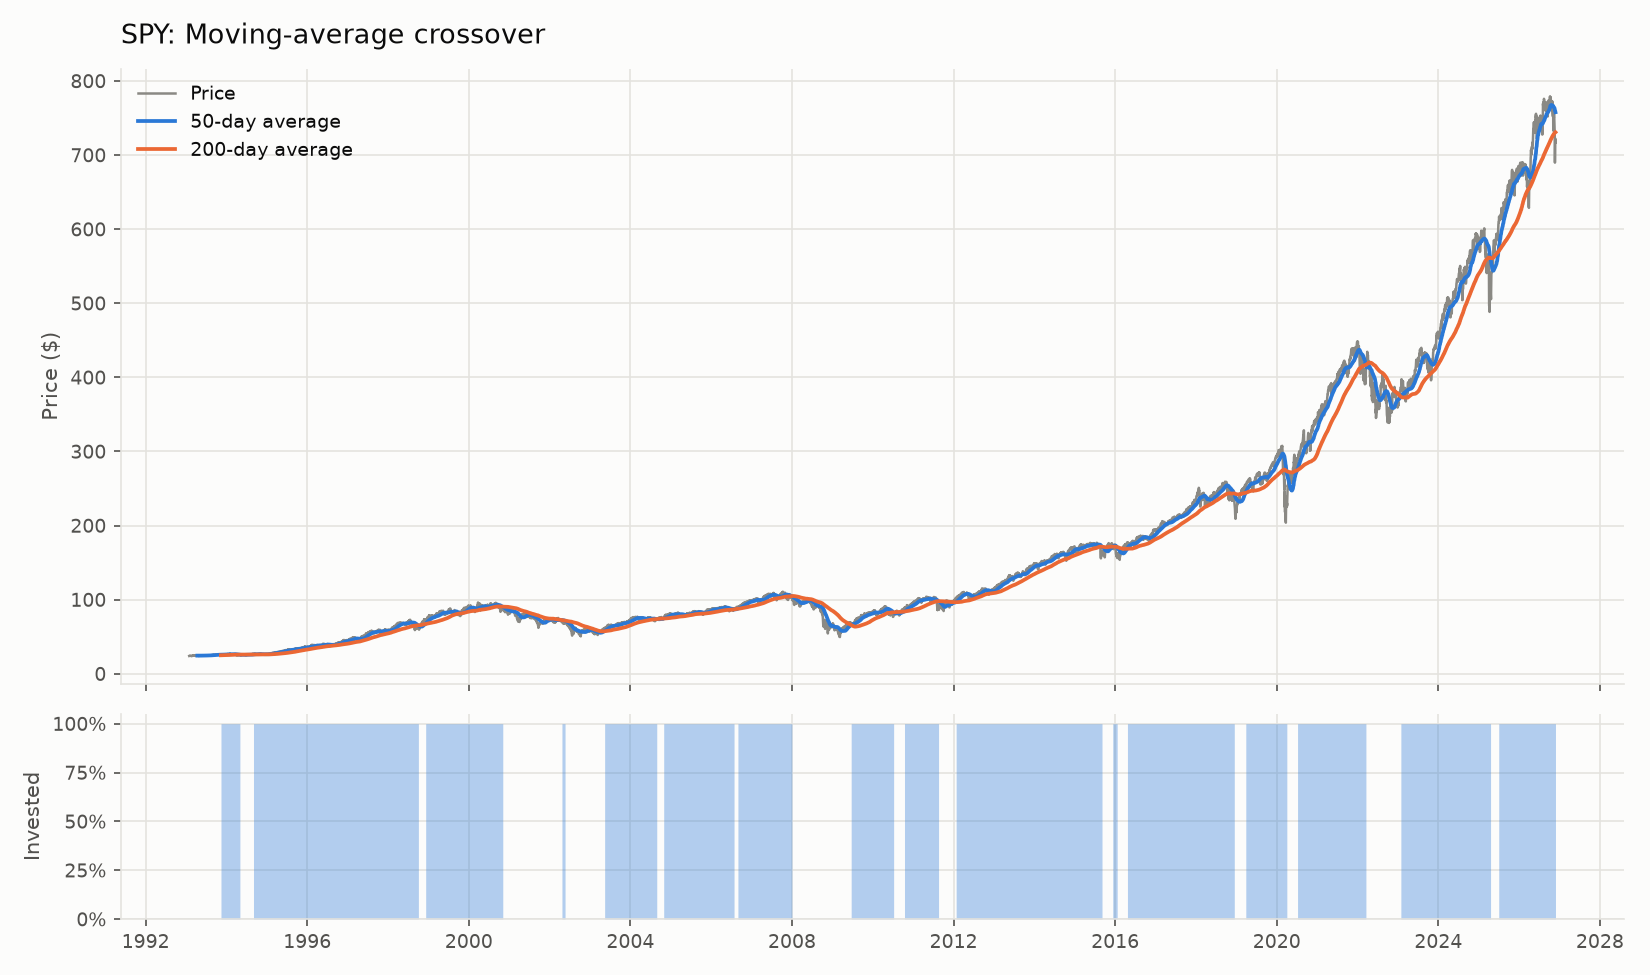 SPY: Moving-average crossover
Price
50-day average
200-day average
Price ($)
800
700
600
500
400
300
200
100
0
Invested
100%
75%
50%
25%
0%
1992 1996 2000 2004 2008 2012 2016 2020 2024 2028